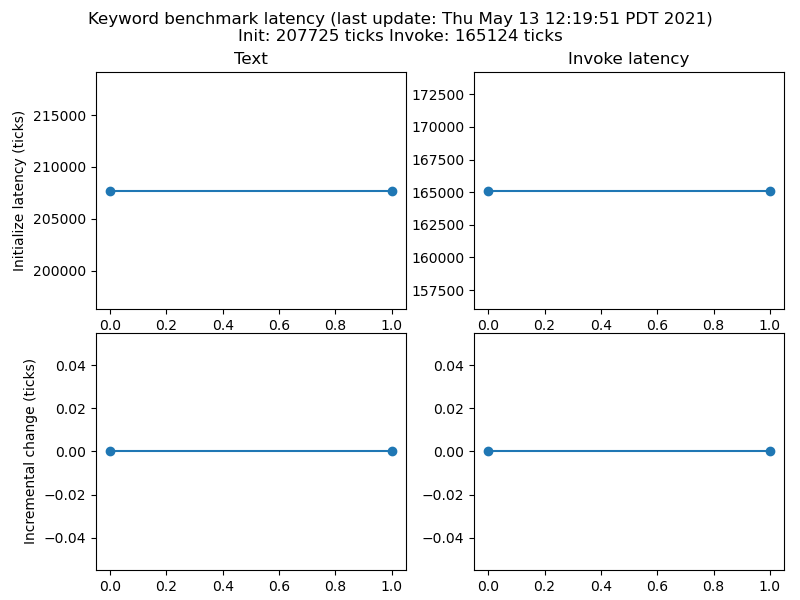 Keyword benchmark latency (last update: Thu May 13 12:19:51 PDT 2021)
Init: 207725 ticks Invoke: 165124 ticks
Text
Initialize latency (ticks)
215000
210000
205000
200000
0.0 0.2 0.4 0.6 0.8 1.0
Invoke latency
172500
170000
167500
165000
162500
160000
157500
0.0 0.2 0.4 0.6 0.8 1.0
Incremental change (ticks)
0.04
0.02
0.00
−0.02
−0.04
0.0 0.2 0.4 0.6 0.8 1.0
0.04
0.02
0.00
−0.02
−0.04
0.0 0.2 0.4 0.6 0.8 1.0